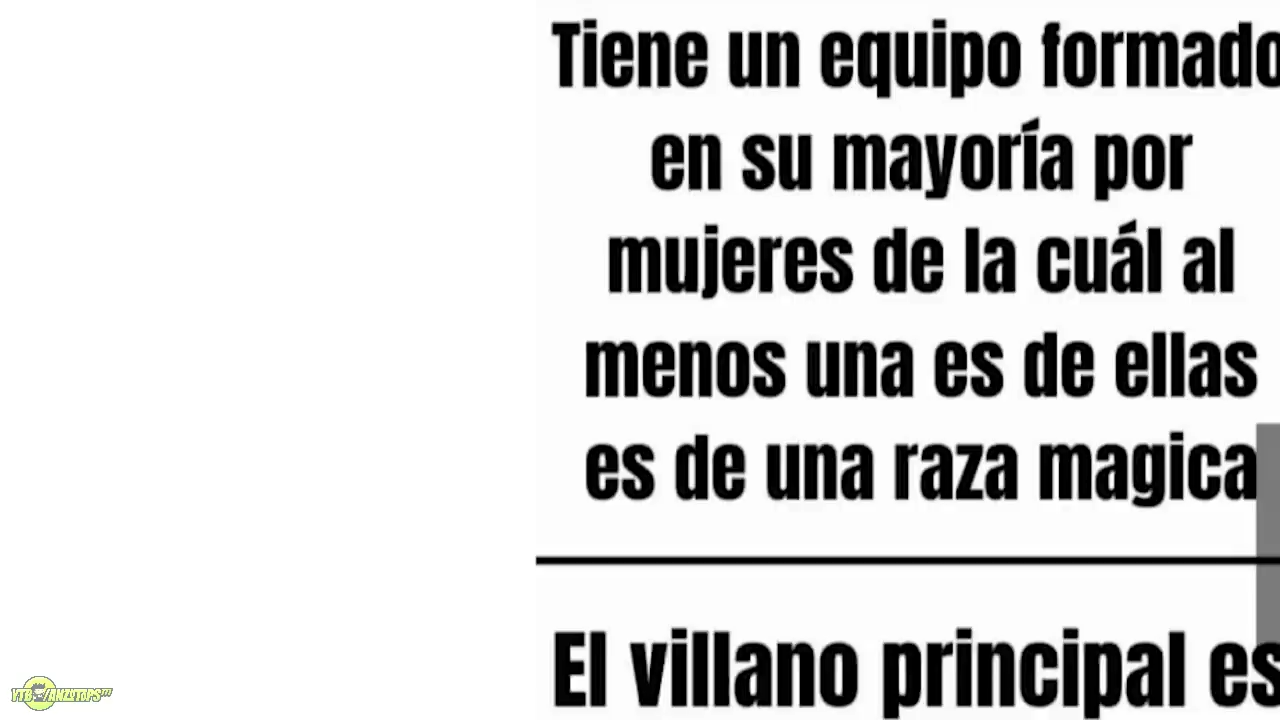 Tiene un equipo formado
en su mayoría por
mujeres de la cuál al
menos una es de ellas
es de una raza magica
El villano principal es